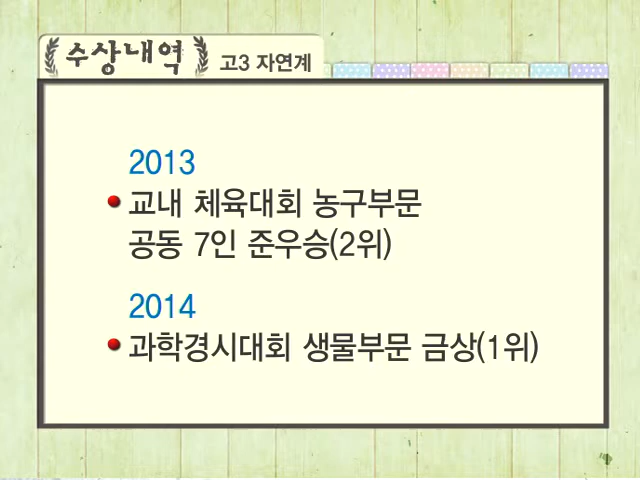 수상내역 고3 자연계
2013
교내 체육대회 농구부문
공동 7인 준우승(2위)
2014
과학경시대회 생물부문 금상(1위)